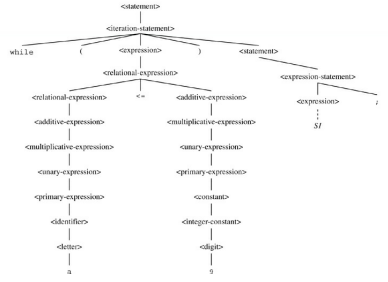 <statement>
<iteration-statement>
while ( <expression> ) <statement>
<relational-expression> <expression-statement>
<relational-expression> <= <additive-expression> <expression> ;
<additive-expression> <multiplicative-expression>
S1
<multiplicative-expression> <unary-expression>
<unary-expression> <primary-expression>
<primary-expression> <constant>
<identifier> <integer-constant>
<letter> <digit>
n 9